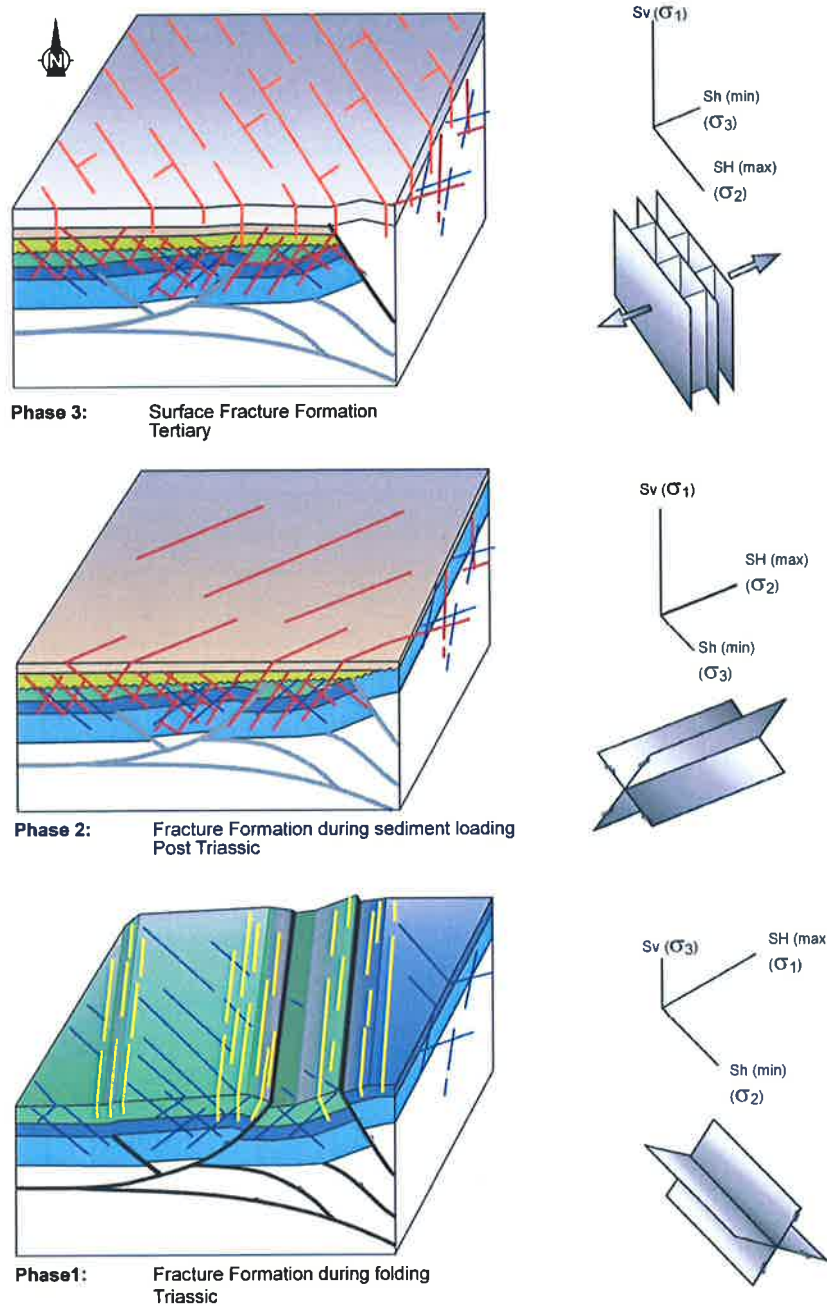 N
Sv (σ1)
Sh (min)
(σ3)
SH (max)
(σ2)
Phase 3: Surface Fracture Formation
Tertiary
Sv (σ1)
SH (max)
(σ2)
Sh (min)
(σ3)
Phase 2: Fracture Formation during sediment loading
Post Triassic
Sv (σ3)
SH (max
(σ1)
Sh (min)
(σ2)
Phase1: Fracture Formation during folding
Triassic